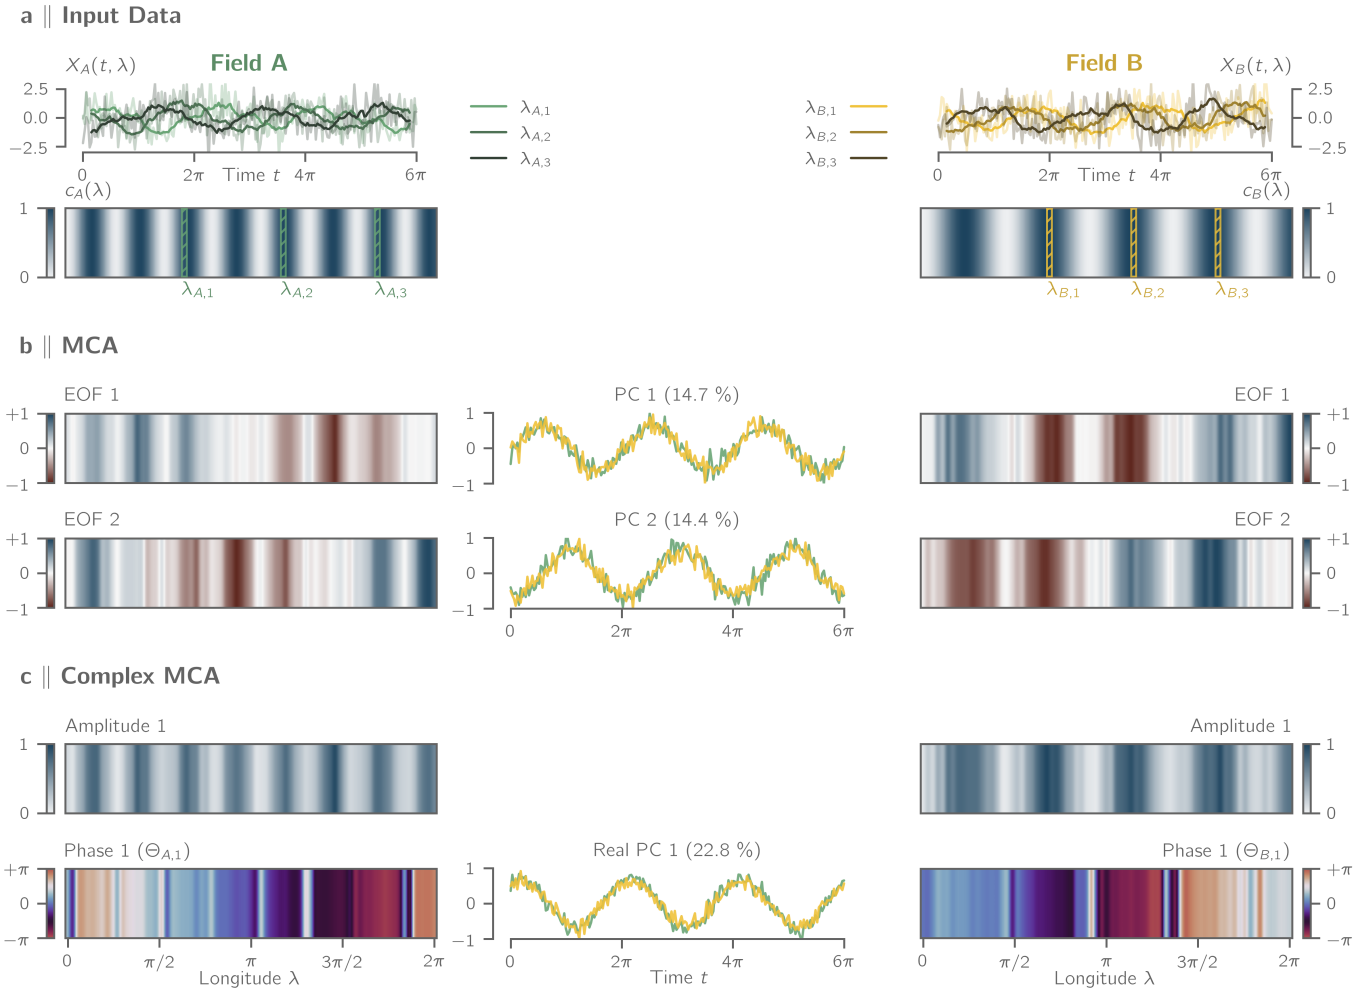 a ∥ Input Data
X_A(t, λ) Field A Field B X_B(t, λ)
2.5 0.0 −2.5
0 2π Time t 4π 6π
λ_A,1
λ_A,2
λ_A,3
λ_B,1
λ_B,2
λ_B,3
2.5 0.0 −2.5
0 2π Time t 4π 6π
c_A(λ) c_B(λ)
1 0
λ_A,1 λ_A,2 λ_A,3
λ_B,1 λ_B,2 λ_B,3
1 0
b ∥ MCA
EOF 1 PC 1 (14.7 %) EOF 1
+1 0 −1
1 0 −1
+1 0 −1
EOF 2 PC 2 (14.4 %) EOF 2
+1 0 −1
1 0 −1
+1 0 −1
0 2π 4π 6π
c ∥ Complex MCA
Amplitude 1 Amplitude 1
1 0
1 0
Phase 1 (Θ_A,1) Real PC 1 (22.8 %) Phase 1 (Θ_B,1)
+π 0 −π
1 0 −1
+π 0 −π
0 π/2 π 3π/2 2π
0 2π 4π 6π
0 π/2 π 3π/2 2π
Longitude λ Time t Longitude λ